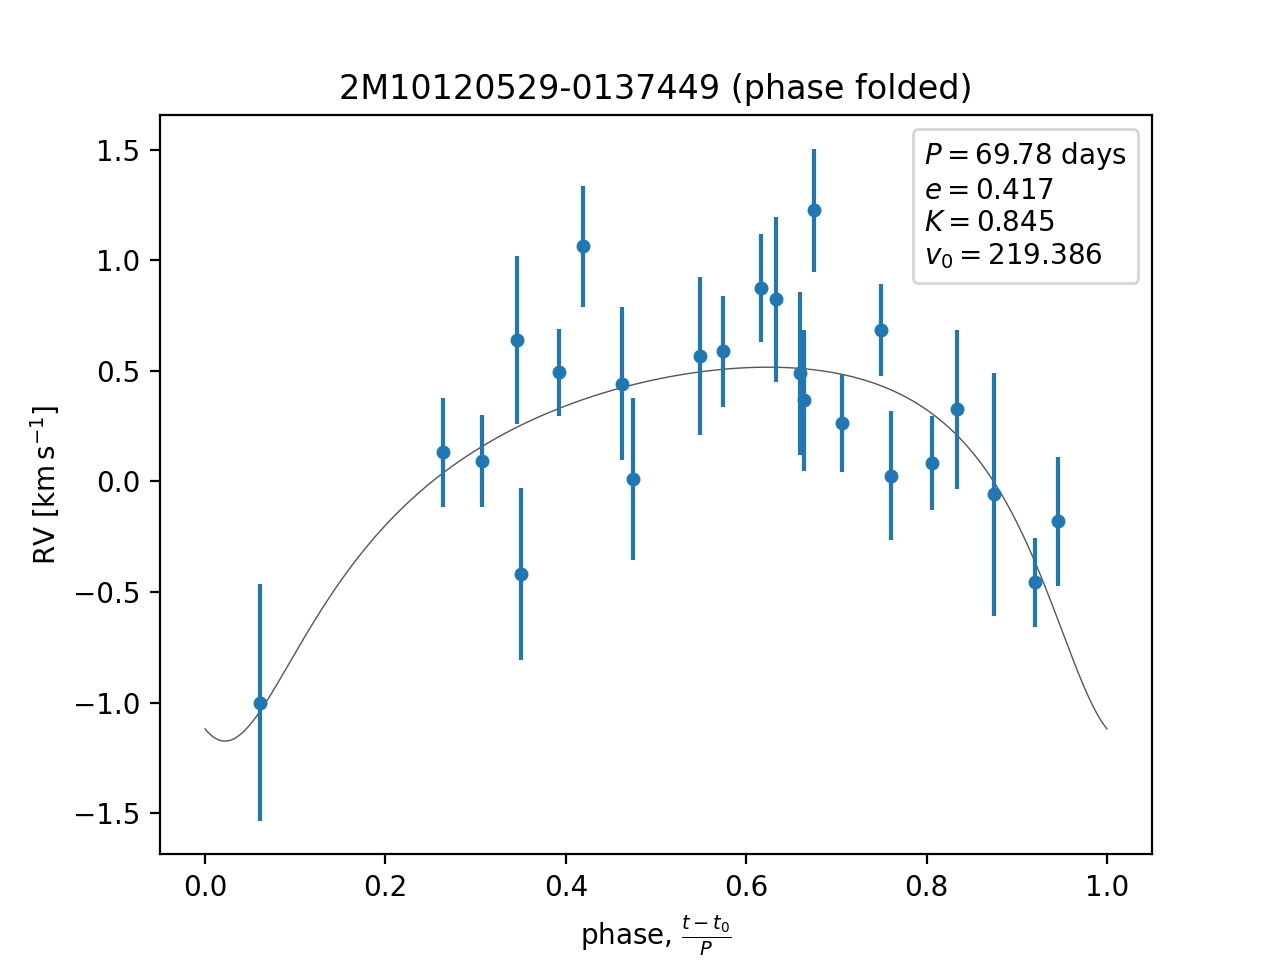 2M10120529-0137449 (phase folded)
P = 69.78 days
e = 0.417
K = 0.845
v₀ = 219.386
1.5
1.0
0.5
0.0
−0.5
−1.0
−1.5
RV [km s⁻¹]
0.0 0.2 0.4 0.6 0.8 1.0
phase, (t − t₀)/P